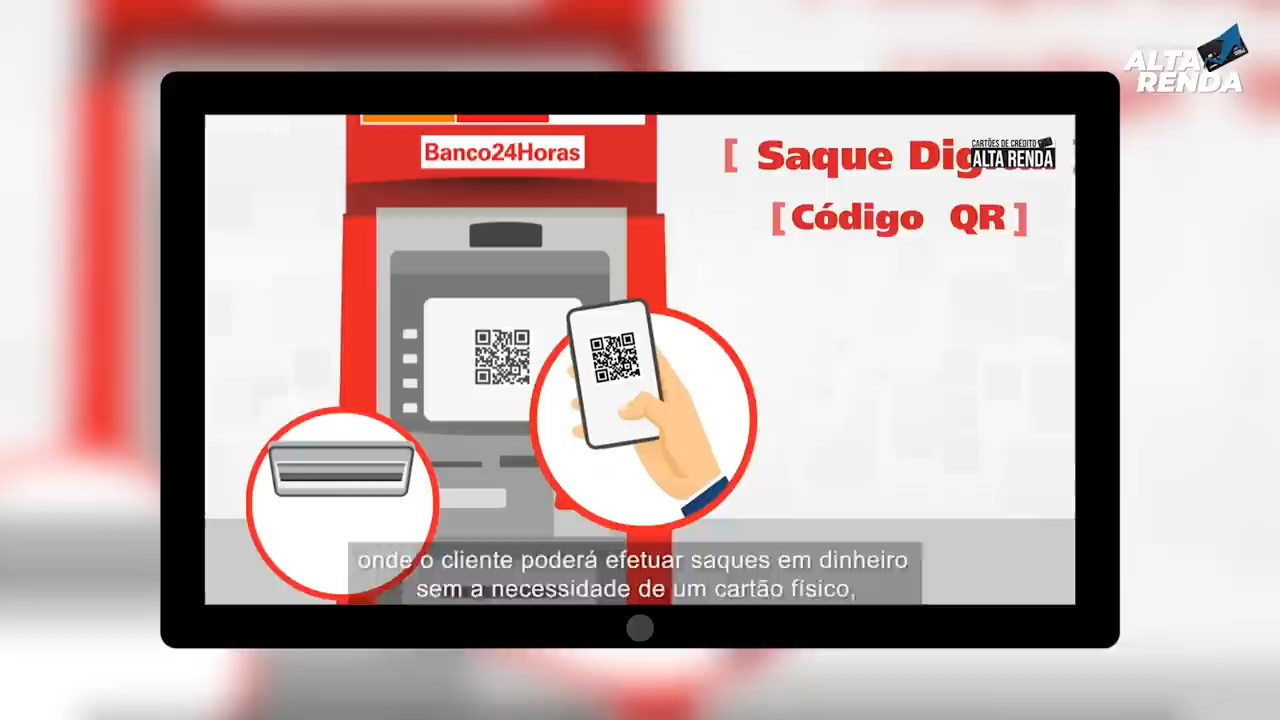 ALTA
RENDA
Banco24Horas
[ Saque Dig
CARTÕES DE CRÉDITO
ALTA RENDA
[Código QR]
onde o cliente poderá efetuar saques em dinheiro
sem a necessidade de um cartão físico,